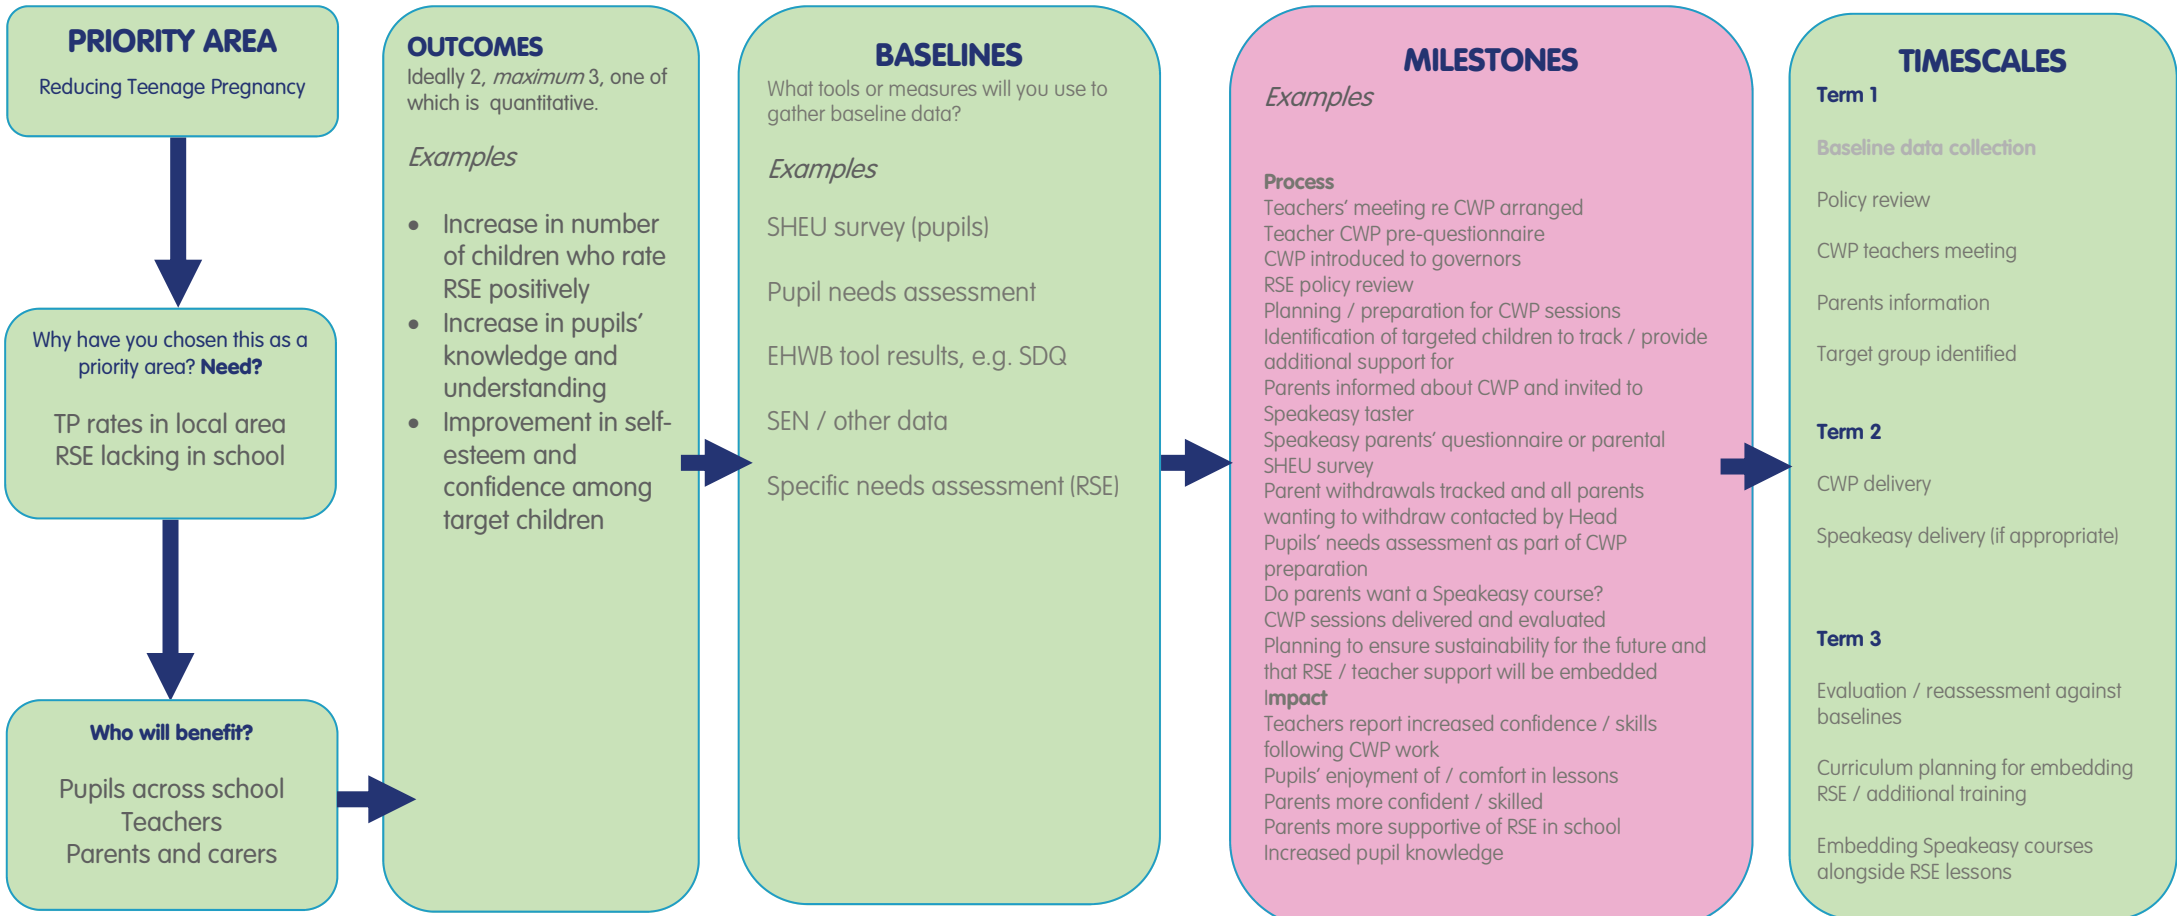 PRIORITY AREA
Reducing Teenage Pregnancy
Why have you chosen this as a
priority area? Need?
TP rates in local area
RSE lacking in school
Who will benefit?
Pupils across school
Teachers
Parents and carers
OUTCOMES
Ideally 2, maximum 3, one of
which is quantitative.
Examples
• Increase in number
of children who rate
RSE positively
• Increase in pupils’
knowledge and
understanding
• Improvement in self-
esteem and
confidence among
target children
BASELINES
What tools or measures will you use to
gather baseline data?
Examples
SHEU survey (pupils)
Pupil needs assessment
EHWB tool results, e.g. SDQ
SEN / other data
Specific needs assessment (RSE)
MILESTONES
Examples
Process
Teachers’ meeting re CWP arranged
Teacher CWP pre-questionnaire
CWP introduced to governors
RSE policy review
Planning / preparation for CWP sessions
Identification of targeted children to track / provide
additional support for
Parents informed about CWP and invited to
Speakeasy taster
Speakeasy parents’ questionnaire or parental
SHEU survey
Parent withdrawals tracked and all parents
wanting to withdraw contacted by Head
Pupils’ needs assessment as part of CWP
preparation
Do parents want a Speakeasy course?
CWP sessions delivered and evaluated
Planning to ensure sustainability for the future and
that RSE / teacher support will be embedded
Impact
Teachers report increased confidence / skills
following CWP work
Pupils’ enjoyment of / comfort in lessons
Parents more confident / skilled
Parents more supportive of RSE in school
Increased pupil knowledge
TIMESCALES
Term 1
Baseline data collection
Policy review
CWP teachers meeting
Parents information
Target group identified
Term 2
CWP delivery
Speakeasy delivery (if appropriate)
Term 3
Evaluation / reassessment against
baselines
Curriculum planning for embedding
RSE / additional training
Embedding Speakeasy courses
alongside RSE lessons